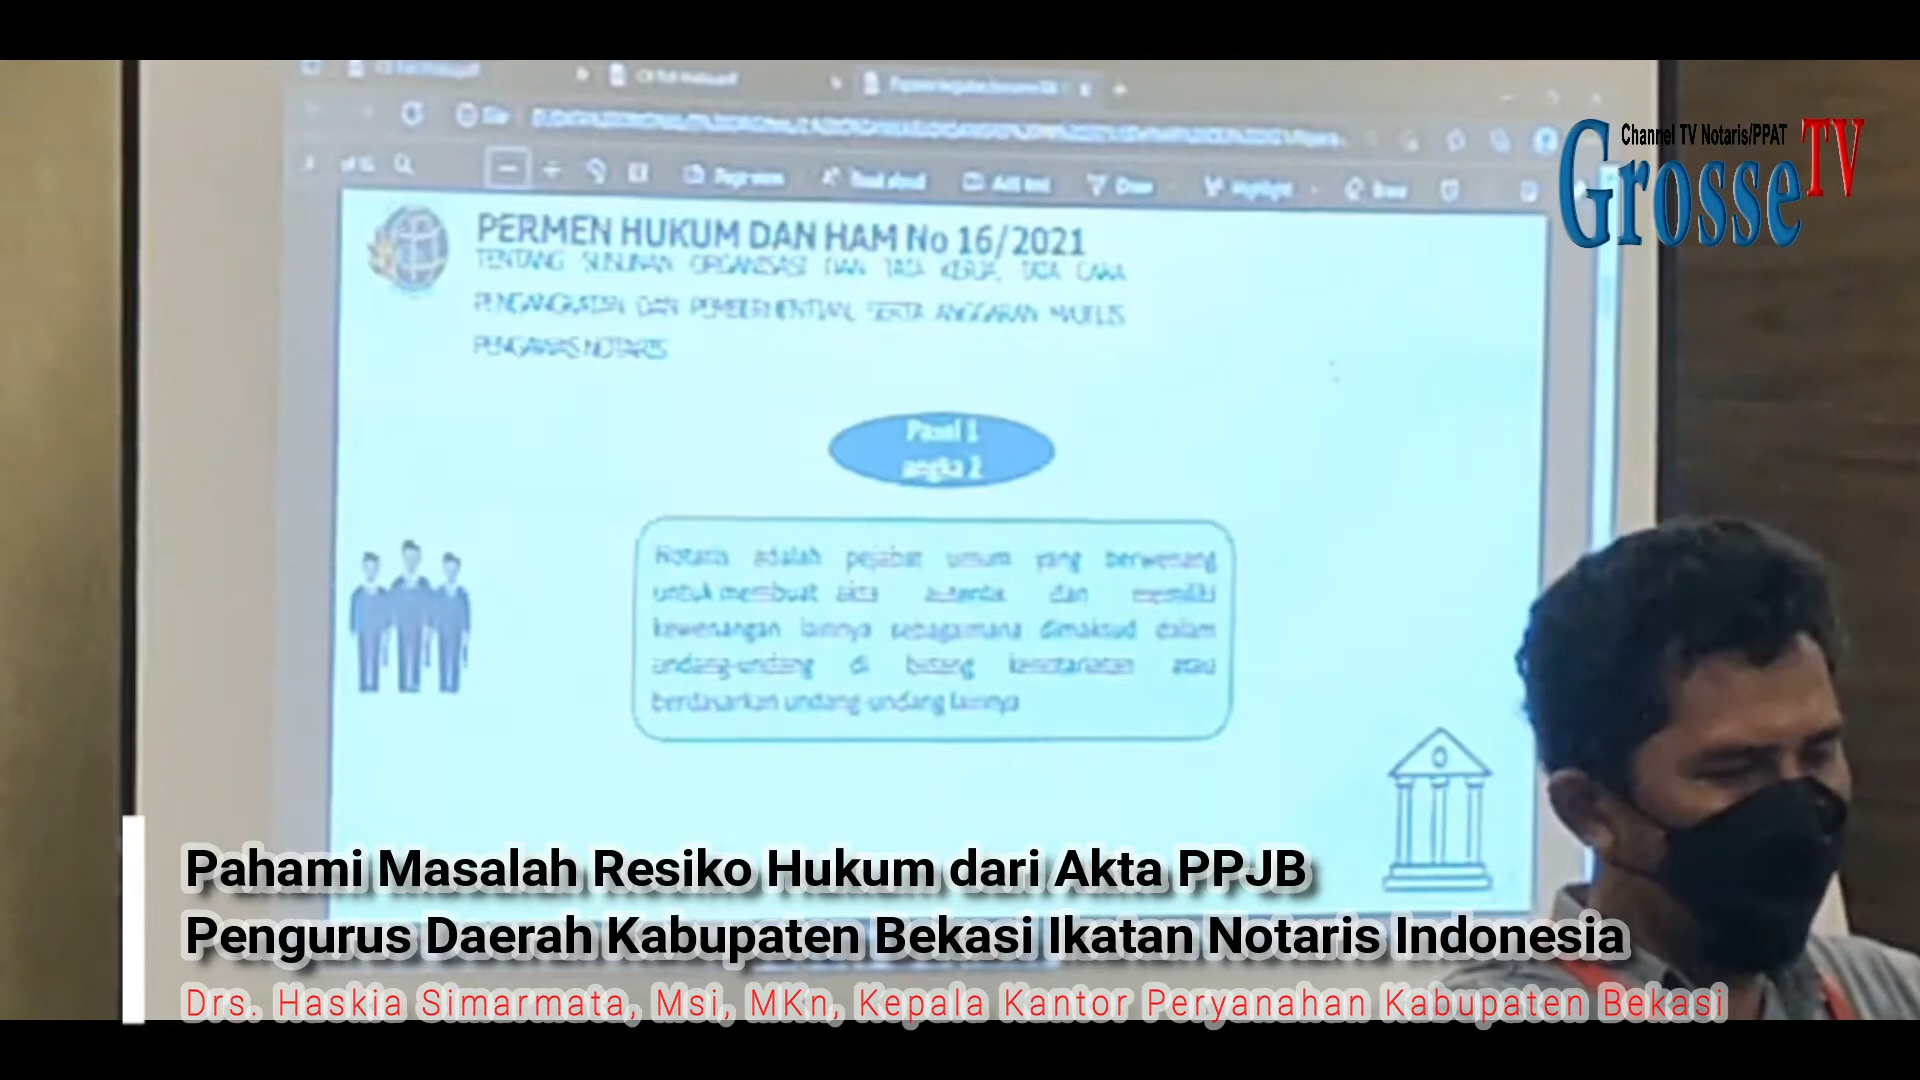 Channel TV Notaris/PPAT
Grosse TV
PERMEN HUKUM DAN HAM No 16/2021
TENTANG SUSUNAN ORGANISASI DAN TATA KERJA, TATA CARA
PENGANGKATAN DAN PEMBERHENTIAN, SERTA ANGGARAN MAJELIS
PENGAWAS NOTARIS
Pasal 1
angka 2
Notaris adalah pejabat umum yang berwenang
untuk membuat akta autentik dan memiliki
kewenangan lainnya sebagaimana dimaksud dalam
undang-undang di bidang kenotariatan atau
berdasarkan undang-undang lainnya
Pahami Masalah Resiko Hukum dari Akta PPJB
Pengurus Daerah Kabupaten Bekasi Ikatan Notaris Indonesia
Drs. Haskia Simarmata, Msi, MKn, Kepala Kantor Peryanahan Kabupaten Bekasi